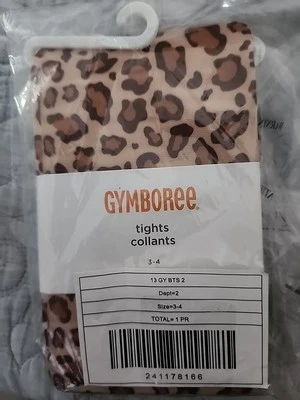 GYMBOREE
tights
collants
3-4
13 GY BTS 2
Dept=2
Size=3-4
TOTAL= 1 PR
241178166